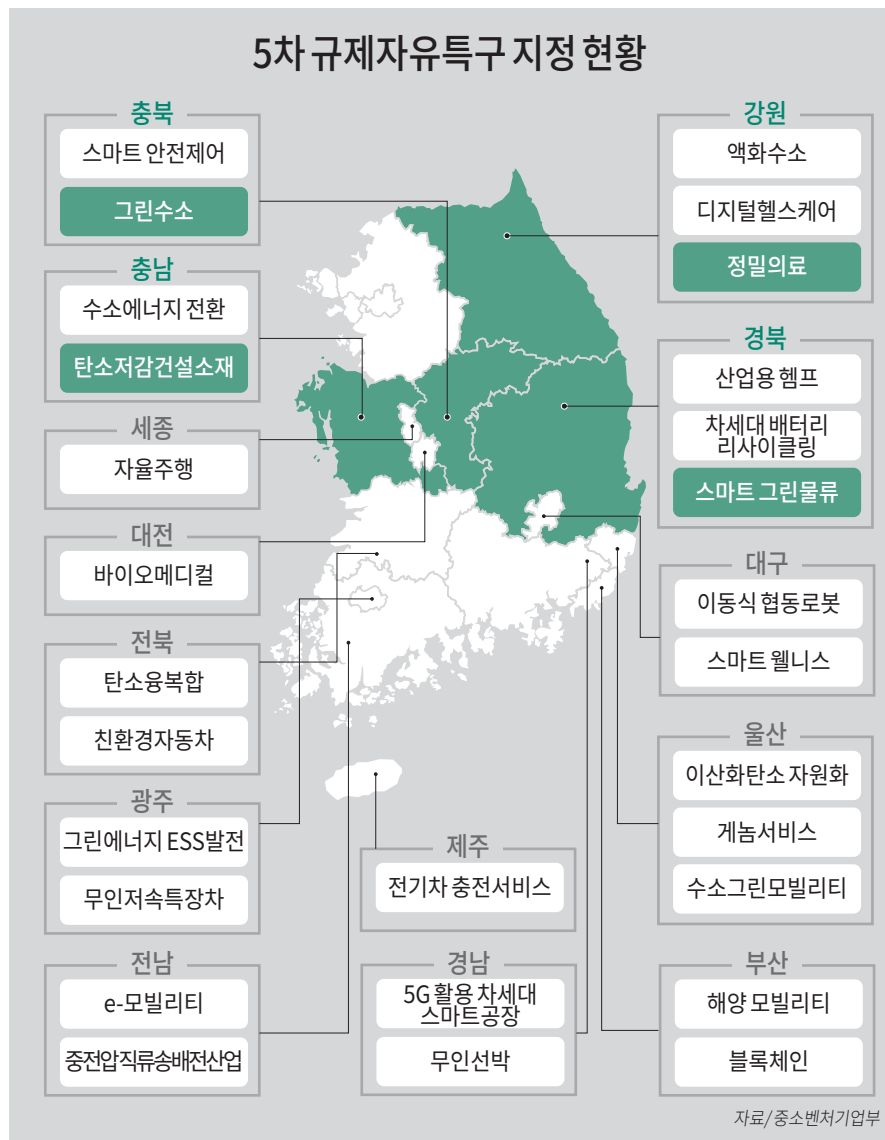 5차 규제자유특구 지정 현황
충북
스마트 안전제어
그린수소
충남
수소에너지 전환
탄소저감건설소재
세종
자율주행
대전
바이오메디컬
전북
탄소융복합
친환경자동차
광주
그린에너지 ESS발전
무인저속특장차
전남
e-모빌리티
중전압직류송배전산업
제주
전기차 충전서비스
경남
5G 활용 차세대
스마트공장
무인선박
강원
액화수소
디지털헬스케어
정밀의료
경북
산업용 헴프
차세대 배터리
리사이클링
스마트 그린물류
대구
이동식 협동로봇
스마트 웰니스
울산
이산화탄소 자원화
게놈서비스
수소그린모빌리티
부산
해양 모빌리티
블록체인
자료/중소벤처기업부